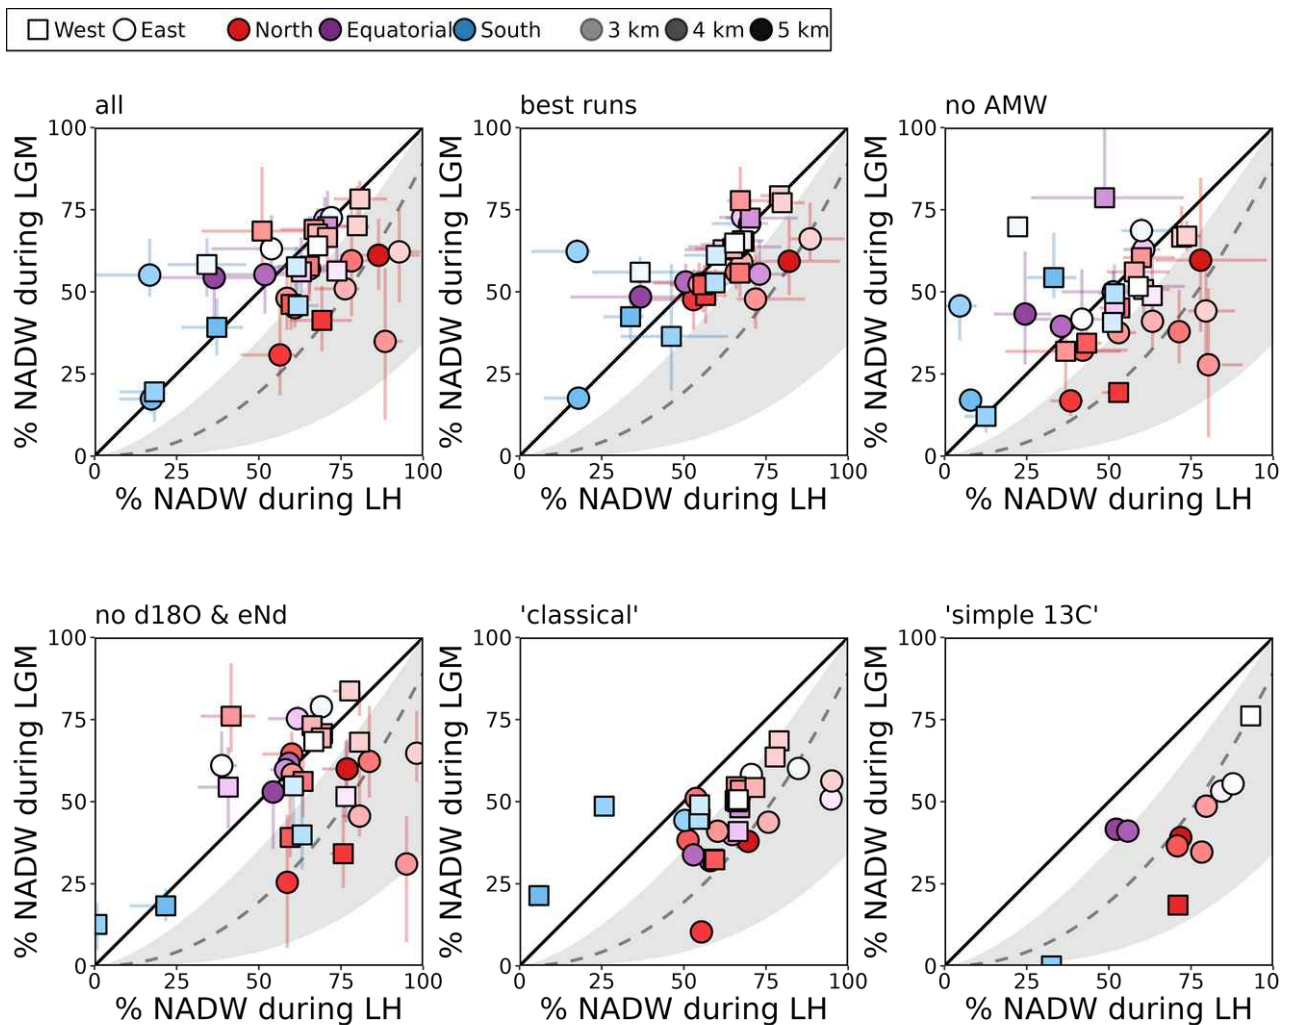 West East North Equatorial South 3 km 4 km 5 km
all
best runs
no AMW
100
75
50
25
0
0 25 50 75 100
% NADW during LGM
% NADW during LH
100
75
50
25
0
0 25 50 75 100
% NADW during LGM
% NADW during LH
100
75
50
25
0
0 25 50 75 10
% NADW during LGM
% NADW during LH
no d18O & eNd
'classical'
'simple 13C'
100
75
50
25
0
0 25 50 75 100
% NADW during LGM
% NADW during LH
100
75
50
25
0
0 25 50 75 100
% NADW during LGM
% NADW during LH
100
75
50
25
0
0 25 50 75 10
% NADW during LGM
% NADW during LH